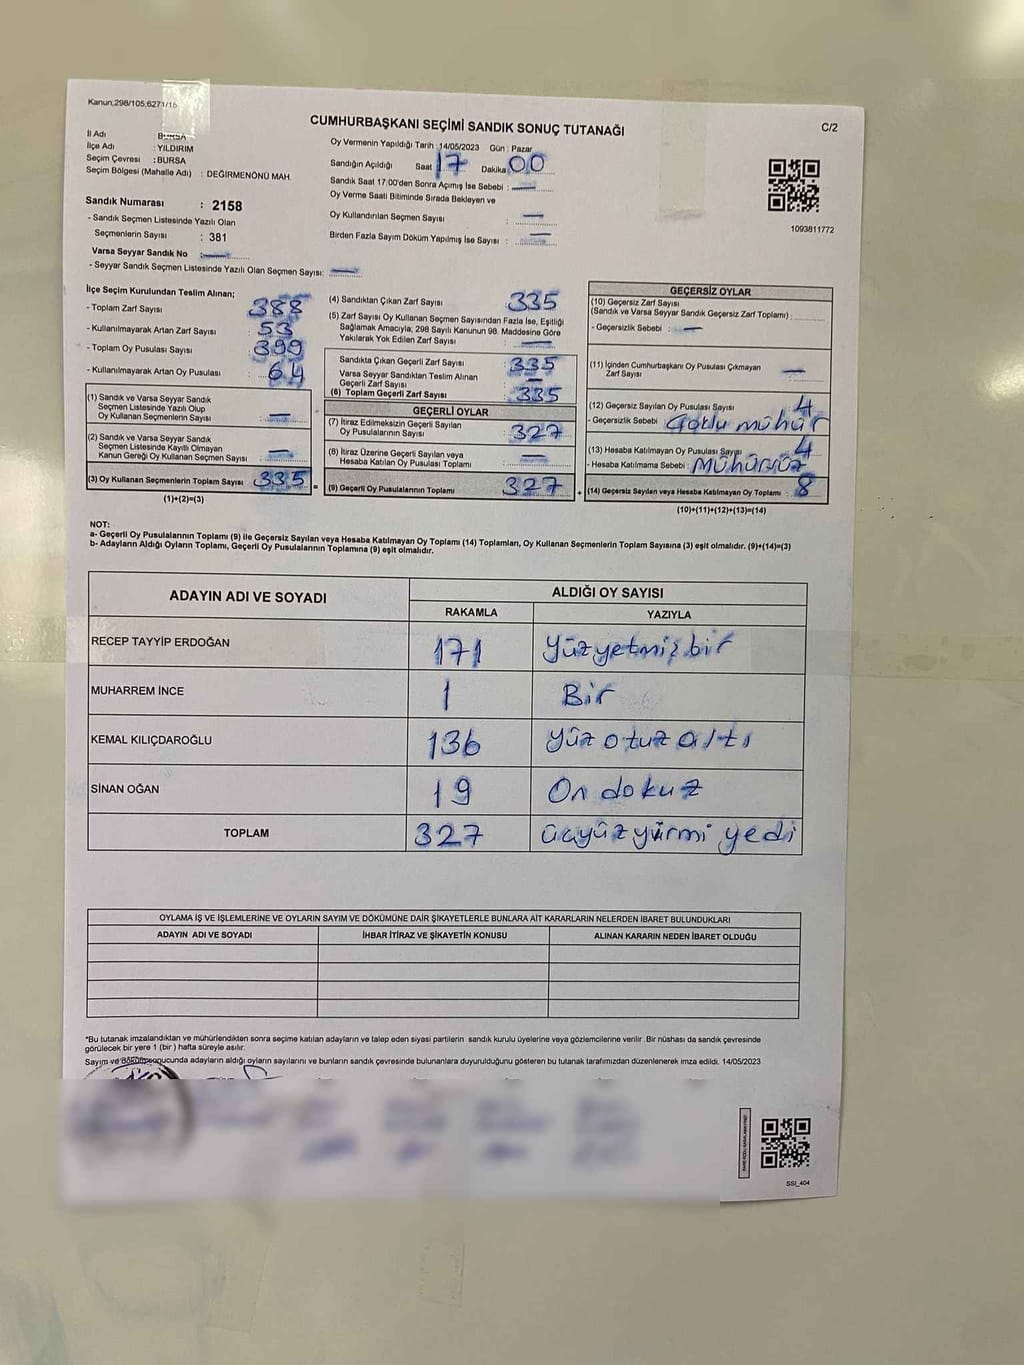 Kanun;298/105,6271/16
C/2
CUMHURBAŞKANI SEÇİMİ SANDIK SONUÇ TUTANAĞI
İl Adı : BURSA
İlçe Adı : YILDIRIM
Seçim Çevresi : BURSA
Seçim Bölgesi (Mahalle Adı) : DEĞİRMENÖNÜ MAH.
Sandık Numarası : 2158
- Sandık Seçmen Listesinde Yazılı Olan
Seçmenlerin Sayısı : 381
Varsa Seyyar Sandık No : —
- Seyyar Sandık Seçmen Listesinde Yazılı Olan Seçmen Sayısı: —
Oy Vermenin Yapıldığı Tarih : 14/05/2023 Gün : Pazar
Sandığın Açıldığı Saat 17 Dakika 00
Sandık Saat 17:00'den Sonra Açımış İse Sebebi : —
Oy Verme Saati Bitiminde Sırada Bekleyen ve
Oy Kullandırılan Seçmen Sayısı : —
Birden Fazla Sayım Döküm Yapılmış İse Sayısı : —
1093811772
İlçe Seçim Kurulundan Teslim Alınan;
- Toplam Zarf Sayısı : 388
- Kullanılmayarak Artan Zarf Sayısı : 53
- Toplam Oy Pusulası Sayısı : 399
- Kullanılmayarak Artan Oy Pusulası : 64
(1) Sandık ve Varsa Seyyar Sandık
Seçmen Listesinde Yazılı Olup
Oy Kullanan Seçmenlerin Sayısı : —
(2) Sandık ve Varsa Seyyar Sandık
Seçmen Listesinde Kayıtlı Olmayan
Kanun Gereği Oy Kullanan Seçmen Sayısı : —
(3) Oy Kullanan Seçmenlerin Toplam Sayısı : 335
(1)+(2)=(3)
(4) Sandıktan Çıkan Zarf Sayısı : 335
(5) Zarf Sayısı Oy Kullanan Seçmen Sayısından Fazla İse, Eşitliği
Sağlamak Amacıyla, 298 Sayılı Kanunun 98. Maddesine Göre
Yakılarak Yok Edilen Zarf Sayısı : —
Sandıkta Çıkan Geçerli Zarf Sayısı : 335
Varsa Seyyar Sandıktan Teslim Alınan
Geçerli Zarf Sayısı : —
(6) Toplam Geçerli Zarf Sayısı : 335
GEÇERLİ OYLAR
(7) İtiraz Edilmeksizin Geçerli Sayılan
Oy Pusulalarının Sayısı : 327
(8) İtiraz Üzerine Geçerli Sayılan veya
Hesaba Katılan Oy Pusulası Toplamı : —
(9) Geçerli Oy Pusulalarının Toplamı : 327
GEÇERSİZ OYLAR
(10) Geçersiz Zarf Sayısı
(Sandık ve Varsa Seyyar Sandık Geçersiz Zarf Toplamı) :
- Geçersizlik Sebebi : —
(11) İçinden Cumhurbaşkanı Oy Pusulası Çıkmayan
Zarf Sayısı : —
(12) Geçersiz Sayılan Oy Pusulası Sayısı : 4
- Geçersizlik Sebebi : Çoklu mühür
(13) Hesaba Katılmayan Oy Pusulası Sayısı : 4
- Hesaba Katılmama Sebebi : Mühürsüz
(14) Geçersiz Sayılan veya Hesaba Katılmayan Oy Toplamı : 8
(10)+(11)+(12)+(13)=(14)
NOT:
a- Geçerli Oy Pusulalarının Toplamı (9) ile Geçersiz Sayılan veya Hesaba Katılmayan Oy Toplamı (14) Toplamları, Oy Kullanan Seçmenlerin Toplam Sayısına (3) eşit olmalıdır. (9)+(14)=(3)
b- Adayların Aldığı Oyların Toplamı, Geçerli Oy Pusulalarının Toplamına (9) eşit olmalıdır.
ADAYIN ADI VE SOYADI ALDIĞI OY SAYISI
RAKAMLA YAZIYLA
RECEP TAYYİP ERDOĞAN 171 Yüz yetmiş bir
MUHARREM İNCE 1 Bir
KEMAL KILIÇDAROĞLU 136 Yüz otuz altı
SİNAN OĞAN 19 On dokuz
TOPLAM 327 üçyüz yürmi yedi
OYLAMA İŞ VE İŞLEMLERİNE VE OYLARIN SAYIM VE DÖKÜMÜNE DAİR ŞİKAYETLERLE BUNLARA AİT KARARLARIN NELERDEN İBARET BULUNDUKLARI
ADAYIN ADI VE SOYADI İHBAR İTİRAZ VE ŞİKAYETİN KONUSU ALINAN KARARIN NEDEN İBARET OLDUĞU
*Bu tutanak imzalandıktan ve mühürlendikten sonra seçime katılan adayların ve talep eden siyasi partilerin sandık kurulu üyelerine veya gözlemcilerine verilir. Bir nüshası da sandık çevresinde
görülecek bir yere 1 (bir) hafta süreyle asılır.
Sayım ve döküm sonucunda adayların aldığı oyların sayılarını ve bunların sandık çevresinde bulunanlara duyurulduğunu gösteren bu tutanak tarafımızdan düzenlenerek imza edildi. 14/05/2023
SSI_404